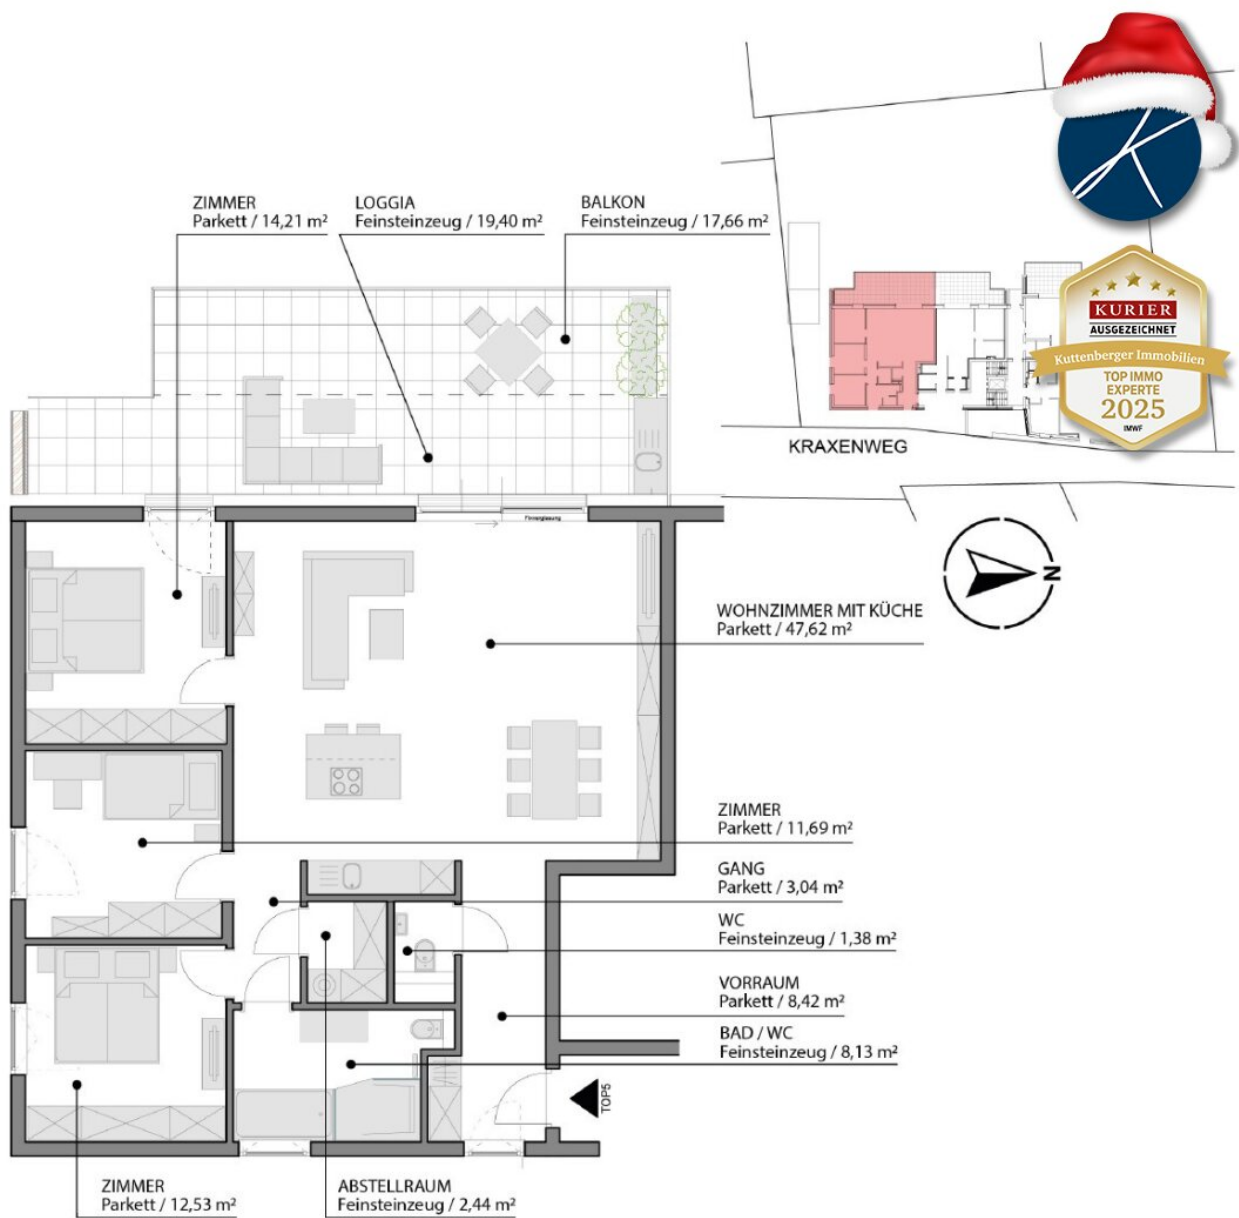 ZIMMER
Parkett / 14,21 m²
LOGGIA
Feinsteinzeug / 19,40 m²
BALKON
Feinsteinzeug / 17,66 m²
KURIER
AUSGEZEICHNET
Kuttenberger Immobilien
TOP IMMO
EXPERTE
2025
IMWF
KRAXENWEG
N
Fixverglasung
WOHNZIMMER MIT KÜCHE
Parkett / 47,62 m²
ZIMMER
Parkett / 11,69 m²
GANG
Parkett / 3,04 m²
WC
Feinsteinzeug / 1,38 m²
VORRAUM
Parkett / 8,42 m²
BAD / WC
Feinsteinzeug / 8,13 m²
TOP5
ZIMMER
Parkett / 12,53 m²
ABSTELLRAUM
Feinsteinzeug / 2,44 m²